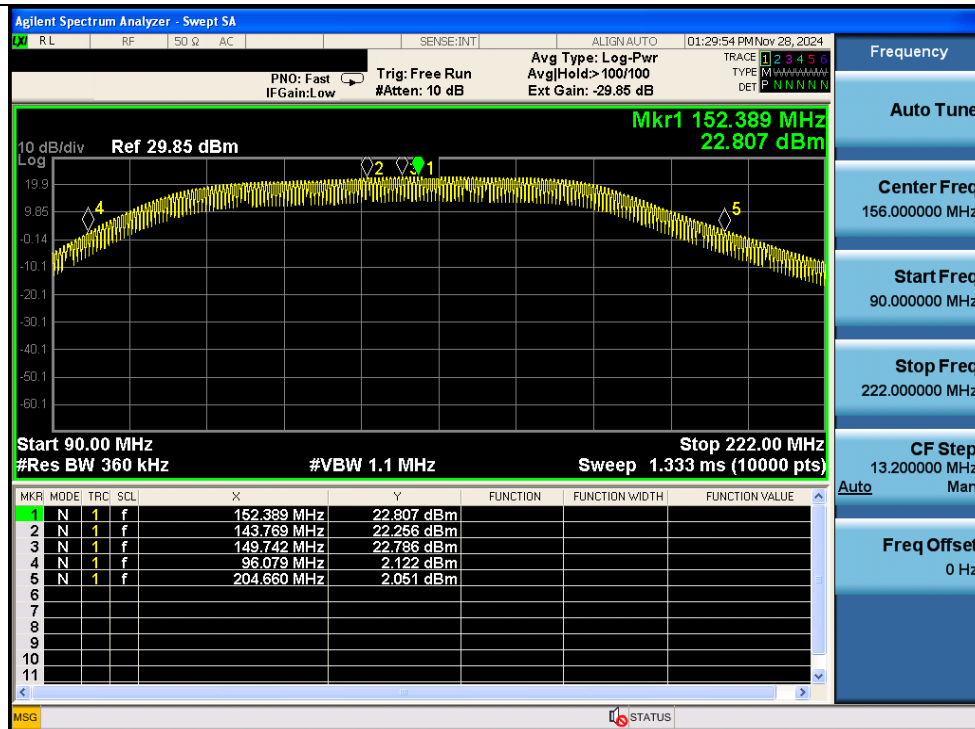 Agilent Spectrum Analyzer - Swept SA
LXI RL RF 50 Ω AC SENSE:INT ALIGN AUTO 01:29:54 PM Nov 28, 2024
PNO: Fast Trig: Free Run Avg Type: Log-Pwr TRACE 1 2 3 4 5 6
IFGain:Low #Atten: 10 dB Avg|Hold:>100/100 TYPE M WWWWW
Ext Gain: -29.85 dB DET P N N N N N
Mkr1 152.389 MHz
22.807 dBm
10 dB/div Ref 29.85 dBm
Log
19.9
9.85
-0.14
-10.1
-20.1
-30.1
-40.1
-50.1
-60.1
4
2
3
1
5
Start 90.00 MHz Stop 222.00 MHz
#Res BW 360 kHz #VBW 1.1 MHz Sweep 1.333 ms (10000 pts)
MKR MODE TRC SCL X Y FUNCTION FUNCTION WIDTH FUNCTION VALUE
1 N 1 f 152.389 MHz 22.807 dBm
2 N 1 f 143.769 MHz 22.256 dBm
3 N 1 f 149.742 MHz 22.786 dBm
4 N 1 f 96.079 MHz 2.122 dBm
5 N 1 f 204.660 MHz 2.051 dBm
6
7
8
9
10
11
MSG STATUS
Frequency
Auto Tune
Center Freq
156.000000 MHz
Start Freq
90.000000 MHz
Stop Freq
222.000000 MHz
CF Step
13.200000 MHz
Auto Man
Freq Offset
0 Hz